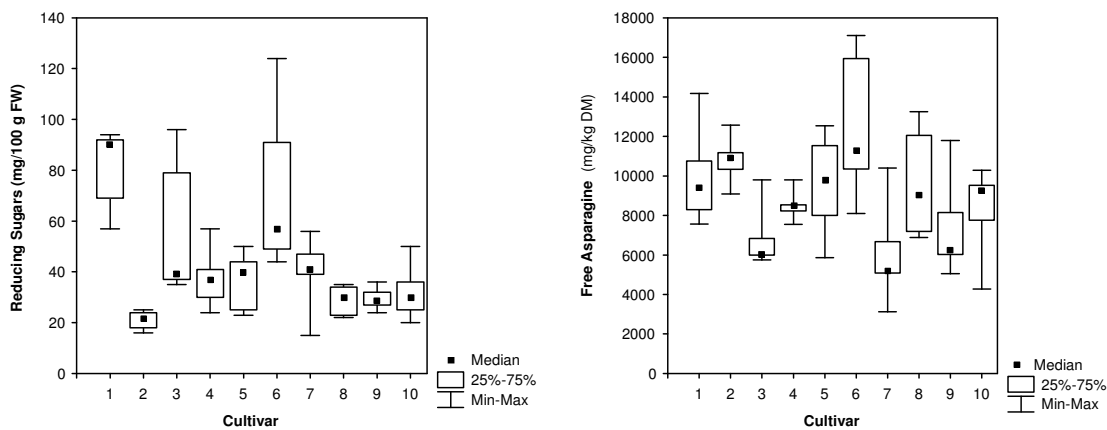 140
120
100
80
60
40
20
0
Reducing Sugars (mg/100 g FW)
1 2 3 4 5 6 7 8 9 10
Cultivar
Median
25%-75%
Min-Max
18000
16000
14000
12000
10000
8000
6000
4000
2000
0
Free Asparagine (mg/kg DM)
1 2 3 4 5 6 7 8 9 10
Cultivar
Median
25%-75%
Min-Max